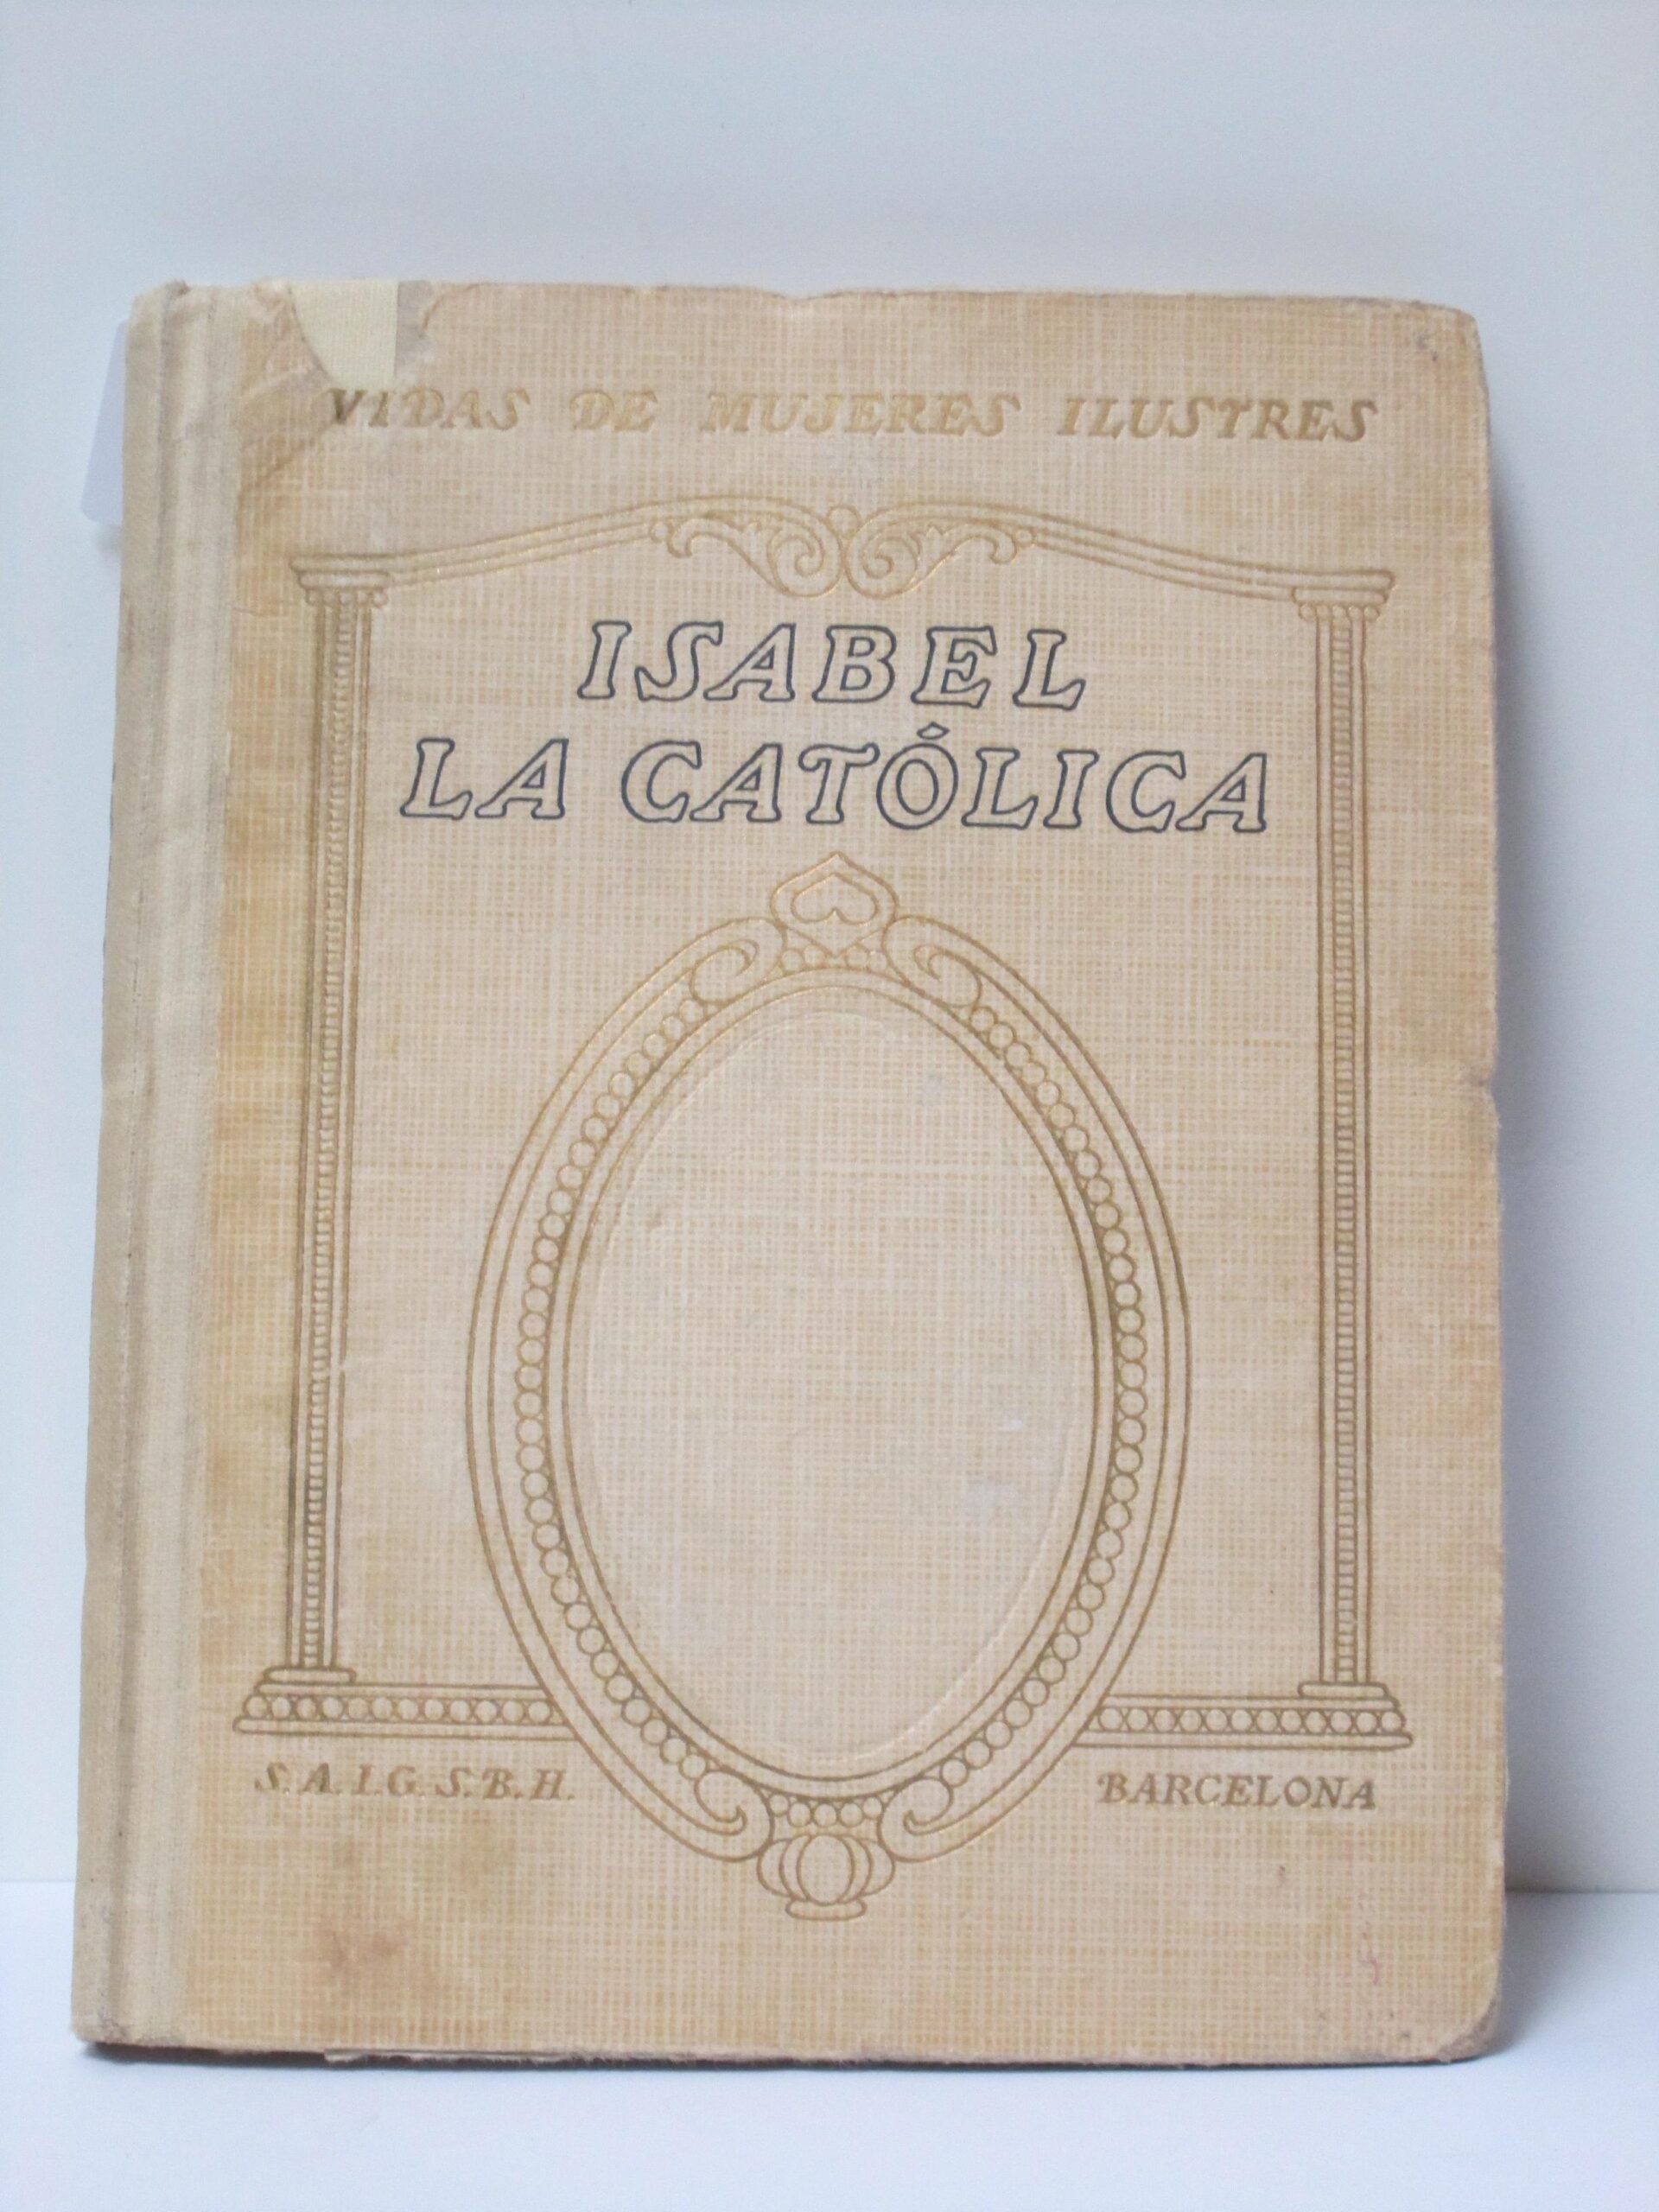 VIDAS DE MUJERES ILUSTRES
ISABEL
LA CATÓLICA
S. A. I. G. S. B. H.
BARCELONA